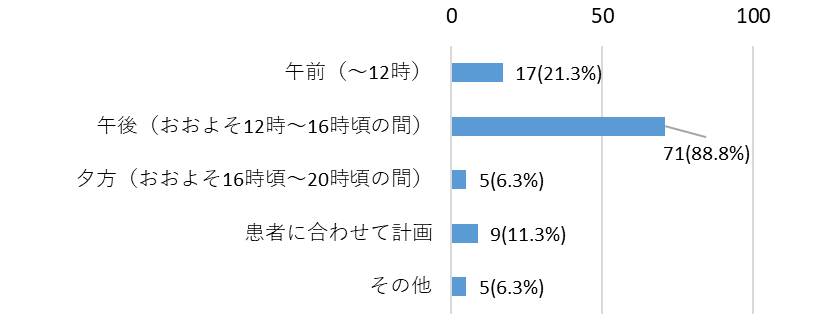 0 50 100
午前（～12時） 17(21.3%)
午後（おおよそ12時～16時頃の間）
71(88.8%)
夕方（おおよそ16時頃～20時頃の間） 5(6.3%)
患者に合わせて計画 9(11.3%)
その他 5(6.3%)